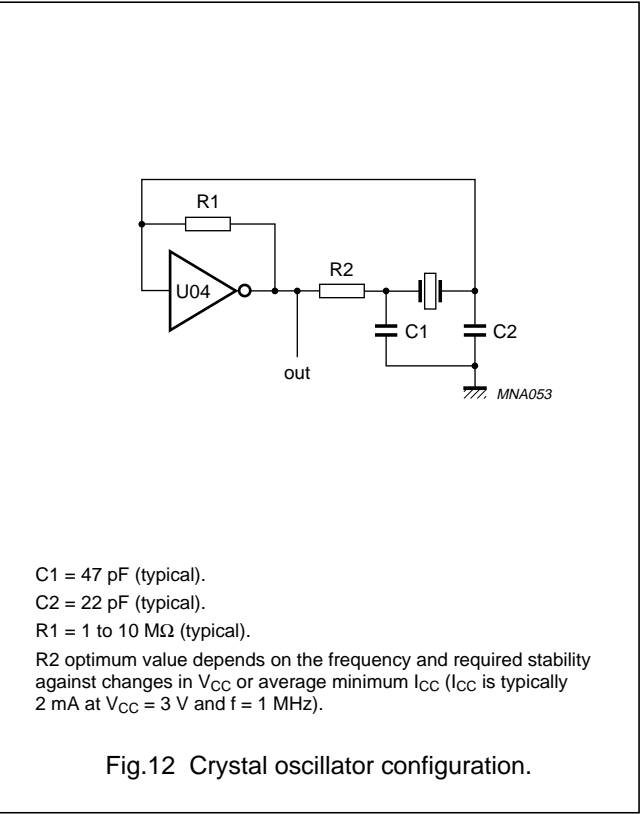 R1
U04
R2
C1
C2
out
MNA053
C1 = 47 pF (typical).
C2 = 22 pF (typical).
R1 = 1 to 10 MΩ (typical).
R2 optimum value depends on the frequency and required stability
against changes in VCC or average minimum ICC (ICC is typically
2 mA at VCC = 3 V and f = 1 MHz).
Fig.12 Crystal oscillator configuration.